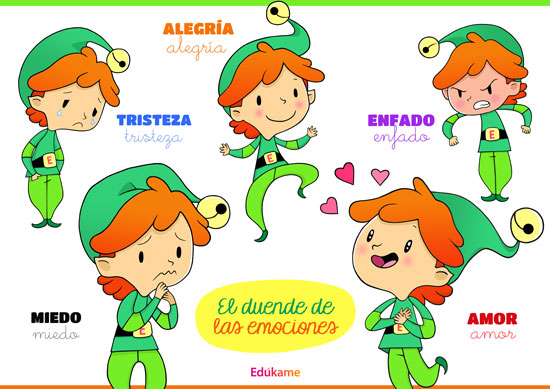 ALEGRÍA
alegría
TRISTEZA
tristeza
ENFADO
enfado
E
E
E
E
E
MIEDO
miedo
El duende de
las emociones
AMOR
amor
Edúkame